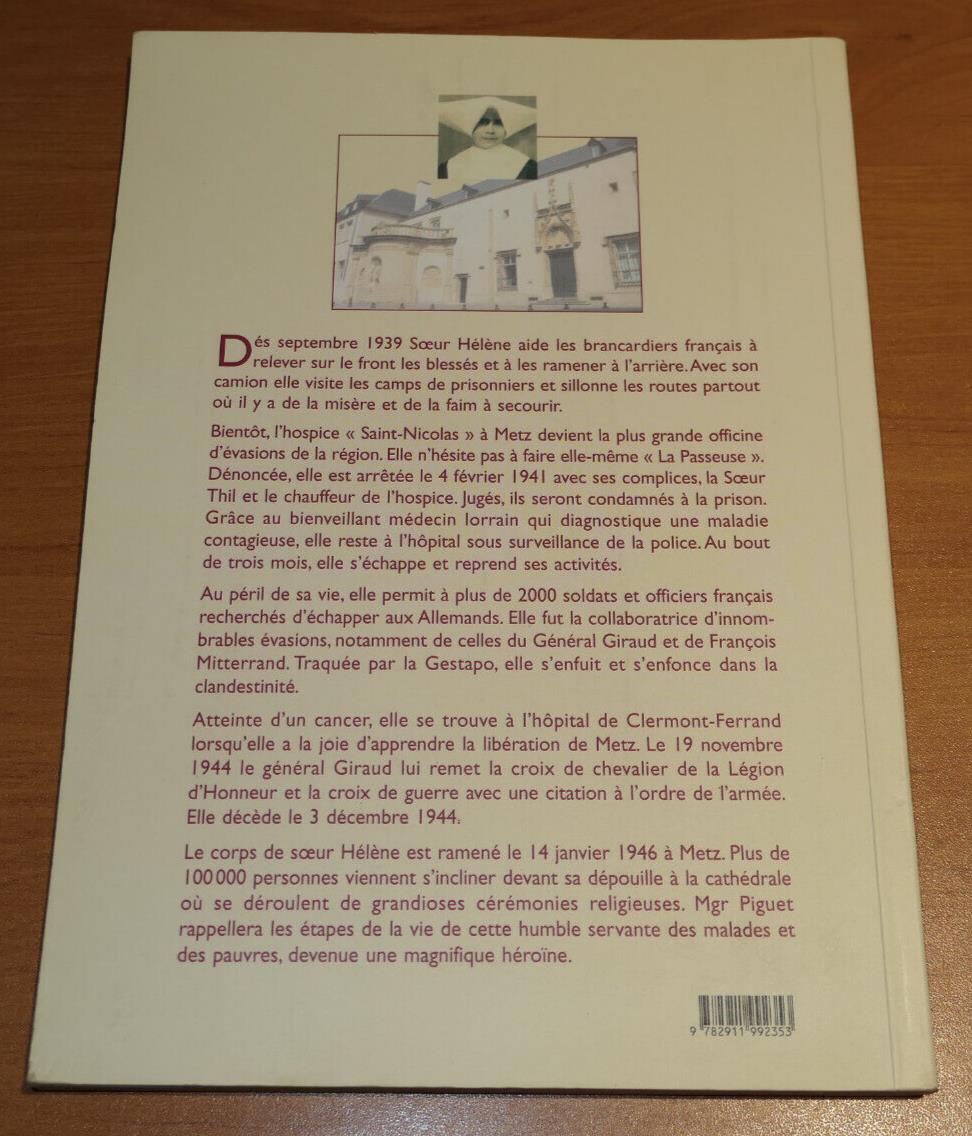 Dés septembre 1939 Sœur Hélène aide les brancardiers français à
relever sur le front les blessés et à les ramener à l'arrière. Avec son
camion elle visite les camps de prisonniers et sillonne les routes partout
où il y a de la misère et de la faim à secourir.
Bientôt, l'hospice « Saint-Nicolas » à Metz devient la plus grande officine
d'évasions de la région. Elle n'hésite pas à faire elle-même « La Passeuse ».
Dénoncée, elle est arrêtée le 4 février 1941 avec ses complices, la Sœur
Thil et le chauffeur de l'hospice. Jugés, ils seront condamnés à la prison.
Grâce au bienveillant médecin lorrain qui diagnostique une maladie
contagieuse, elle reste à l'hôpital sous surveillance de la police. Au bout
de trois mois, elle s'échappe et reprend ses activités.
Au péril de sa vie, elle permit à plus de 2000 soldats et officiers français
recherchés d'échapper aux Allemands. Elle fut la collaboratrice d'innom-
brables évasions, notamment de celles du Général Giraud et de François
Mitterrand. Traquée par la Gestapo, elle s'enfuit et s'enfonce dans la
clandestinité.
Atteinte d'un cancer, elle se trouve à l'hôpital de Clermont-Ferrand
lorsqu'elle a la joie d'apprendre la libération de Metz. Le 19 novembre
1944 le général Giraud lui remet la croix de chevalier de la Légion
d'Honneur et la croix de guerre avec une citation à l'ordre de l'armée.
Elle décède le 3 décembre 1944.
Le corps de sœur Hélène est ramené le 14 janvier 1946 à Metz. Plus de
100 000 personnes viennent s'incliner devant sa dépouille à la cathédrale
où se déroulent de grandioses cérémonies religieuses. Mgr Piguet
rappellera les étapes de la vie de cette humble servante des malades et
des pauvres, devenue une magnifique héroïne.
9 782911 992353